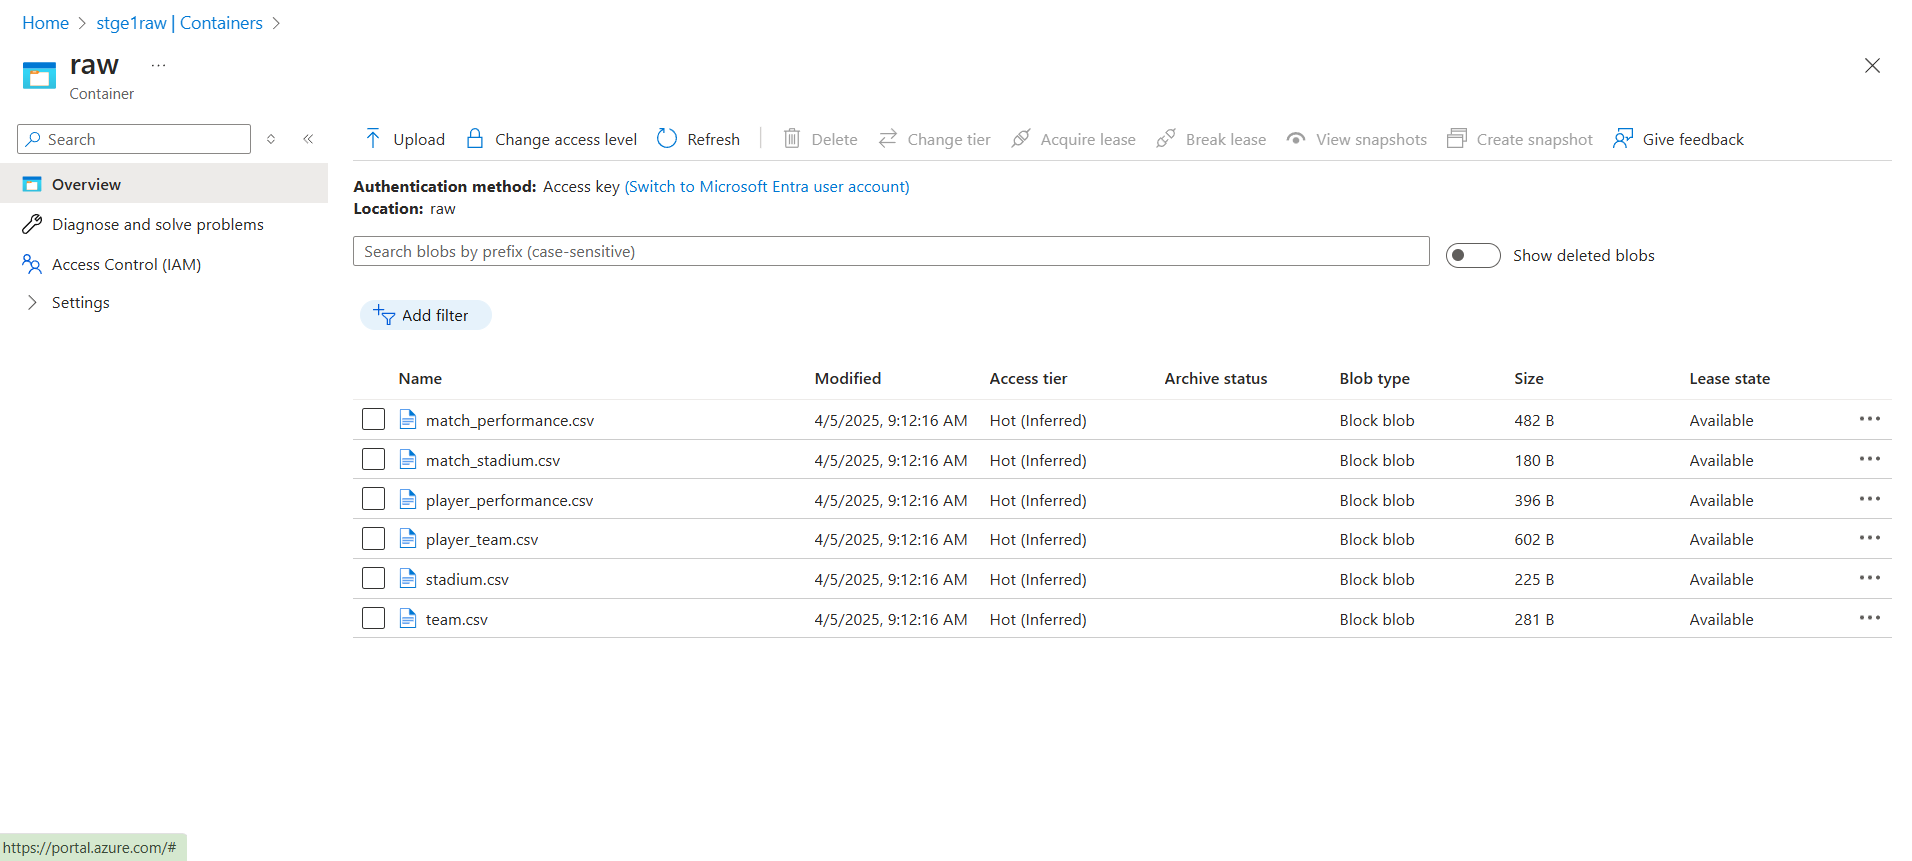 Home > stge1raw | Containers >
raw ...
Container
Search
Overview
Diagnose and solve problems
Access Control (IAM)
Settings
Upload Change access level Refresh Delete Change tier Acquire lease Break lease View snapshots Create snapshot Give feedback
Authentication method: Access key (Switch to Microsoft Entra user account)
Location: raw
Search blobs by prefix (case-sensitive) Show deleted blobs
Add filter
Name Modified Access tier Archive status Blob type Size Lease state
match_performance.csv 4/5/2025, 9:12:16 AM Hot (Inferred) Block blob 482 B Available
match_stadium.csv 4/5/2025, 9:12:16 AM Hot (Inferred) Block blob 180 B Available
player_performance.csv 4/5/2025, 9:12:16 AM Hot (Inferred) Block blob 396 B Available
player_team.csv 4/5/2025, 9:12:16 AM Hot (Inferred) Block blob 602 B Available
stadium.csv 4/5/2025, 9:12:16 AM Hot (Inferred) Block blob 225 B Available
team.csv 4/5/2025, 9:12:16 AM Hot (Inferred) Block blob 281 B Available
https://portal.azure.com/#